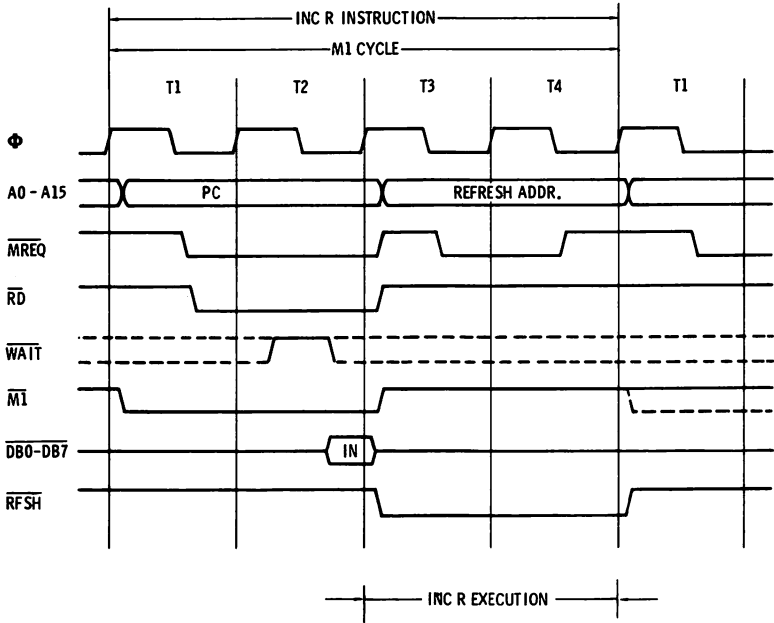 INC R INSTRUCTION
M1 CYCLE
T1 T2 T3 T4 T1
Φ
A0 - A15 PC REFRESH ADDR.
MREQ
RD
WAIT
M1
DB0-DB7 IN
RFSH
INC R EXECUTION